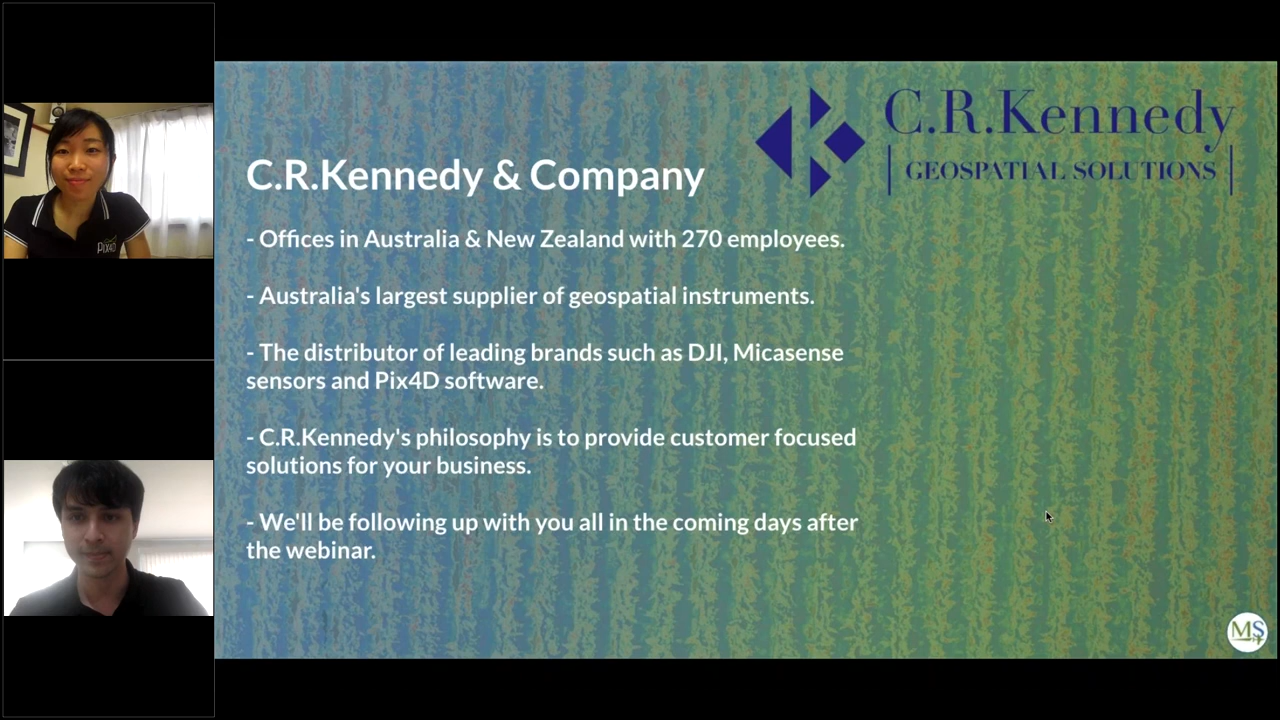 C.R.Kennedy
GEOSPATIAL SOLUTIONS
C.R.Kennedy & Company
- Offices in Australia & New Zealand with 270 employees.
- Australia's largest supplier of geospatial instruments.
- The distributor of leading brands such as DJI, Micasense
sensors and Pix4D software.
- C.R.Kennedy's philosophy is to provide customer focused
solutions for your business.
- We'll be following up with you all in the coming days after
the webinar.
PIX4D
MS